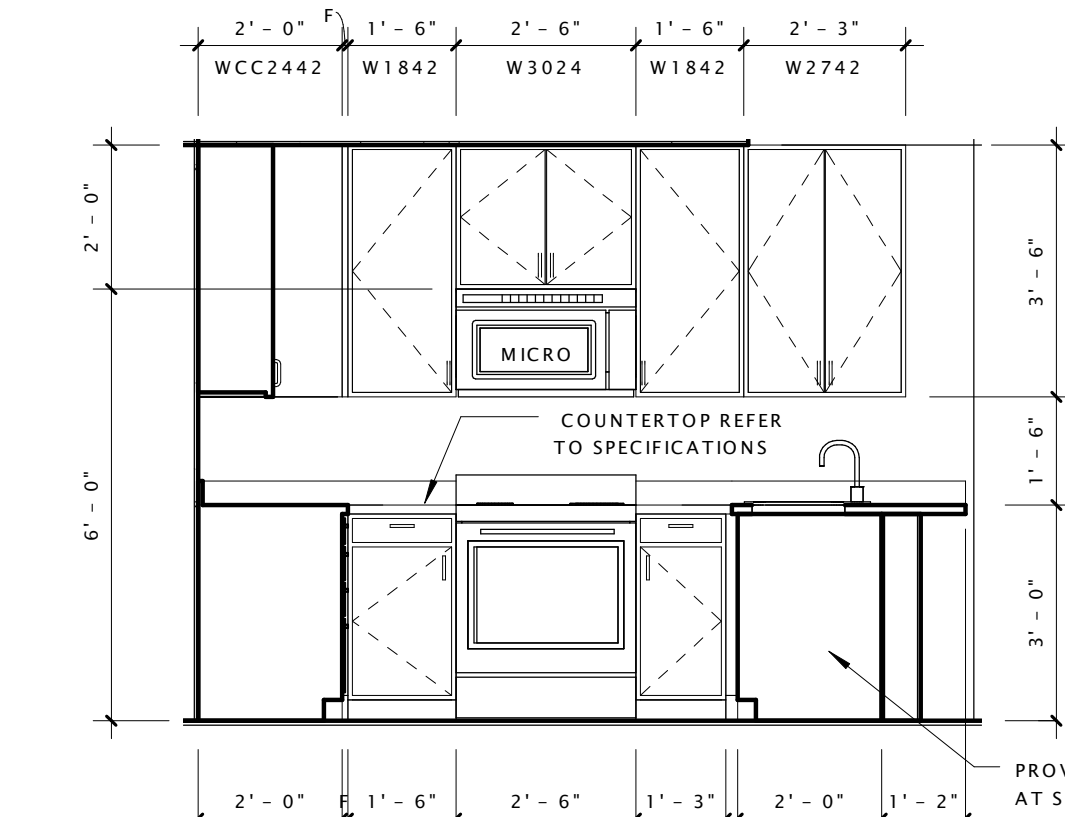 2' – 0" F 1' – 6" 2' – 6" 1' – 6" 2' – 3"
WCC2442 W1842 W3024 W1842 W2742
2' – 0"
3' – 6"
MICRO
COUNTERTOP REFER
TO SPECIFICATIONS
1' – 6"
6' – 0"
3' – 0"
PROV
AT S
2' – 0" F 1' – 6" 2' – 6" 1' – 3" 2' – 0" 1' – 2"